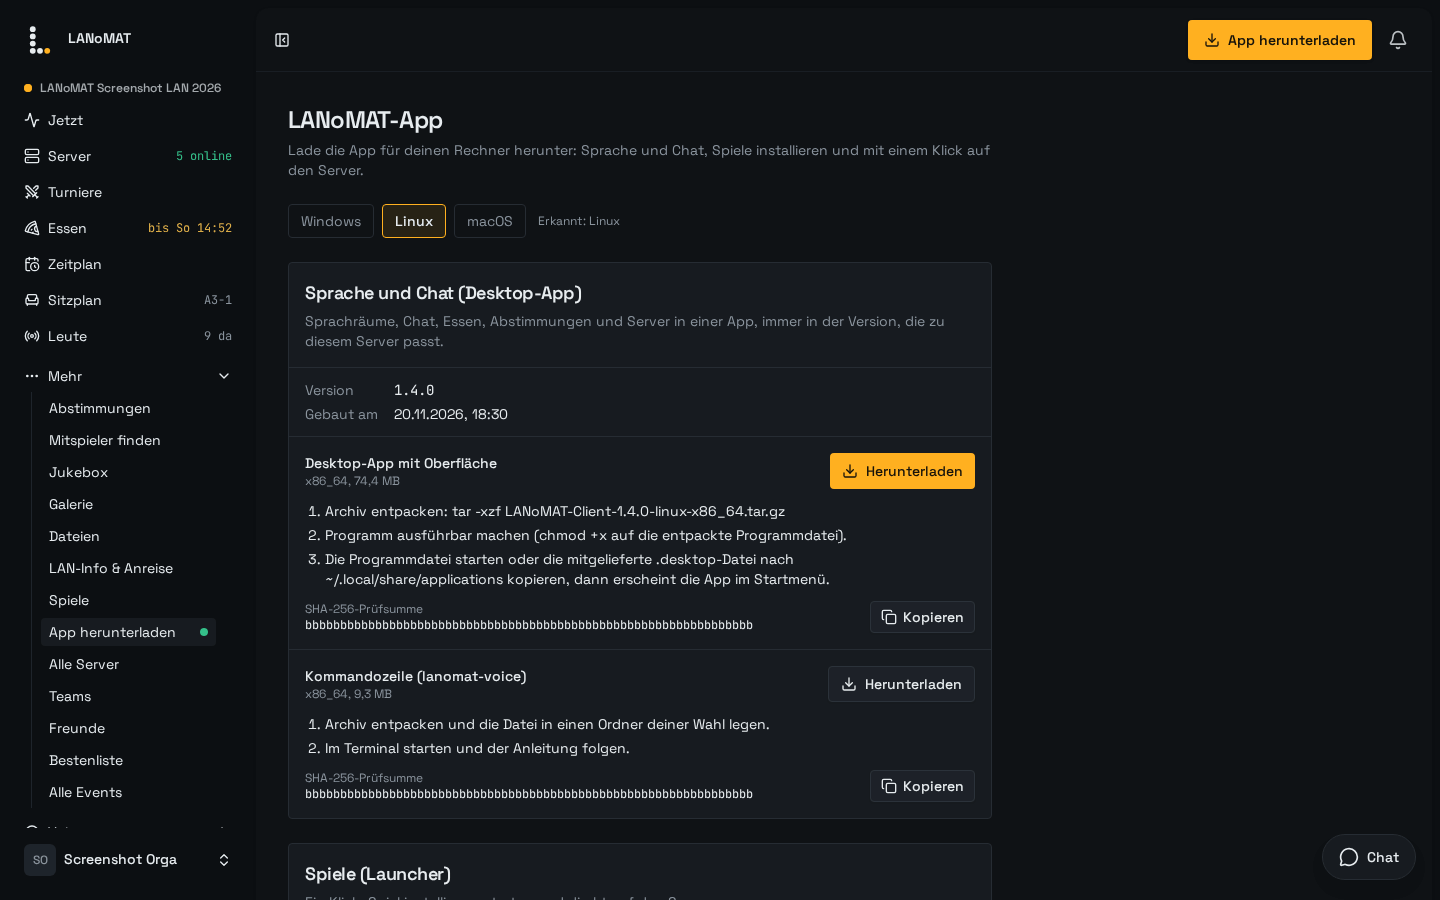 LANoMAT
App herunterladen
LANoMAT Screenshot LAN 2026
Jetzt
Server 5 online
Turniere
Essen bis So 14:52
Zeitplan
Sitzplan A3-1
Leute 9 da
Mehr
Abstimmungen
Mitspieler finden
Jukebox
Galerie
Dateien
LAN-Info & Anreise
Spiele
App herunterladen
Alle Server
Teams
Freunde
Bestenliste
Alle Events
SO Screenshot Orga
LANoMAT-App
Lade die App für deinen Rechner herunter: Sprache und Chat, Spiele installieren und mit einem Klick auf
den Server.
Windows Linux macOS Erkannt: Linux
Sprache und Chat (Desktop-App)
Sprachräume, Chat, Essen, Abstimmungen und Server in einer App, immer in der Version, die zu
diesem Server passt.
Version 1.4.0
Gebaut am 20.11.2026, 18:30
Desktop-App mit Oberfläche
x86_64, 74,4 MB
Herunterladen
1. Archiv entpacken: tar -xzf LANoMAT-Client-1.4.0-linux-x86_64.tar.gz
2. Programm ausführbar machen (chmod +x auf die entpackte Programmdatei).
3. Die Programmdatei starten oder die mitgelieferte .desktop-Datei nach
~/.local/share/applications kopieren, dann erscheint die App im Startmenü.
SHA-256-Prüfsumme
bbbbbbbbbbbbbbbbbbbbbbbbbbbbbbbbbbbbbbbbbbbbbbbbbbbbbbbbbbbbbbbb
Kopieren
Kommandozeile (lanomat-voice)
x86_64, 9,3 MB
Herunterladen
1. Archiv entpacken und die Datei in einen Ordner deiner Wahl legen.
2. Im Terminal starten und der Anleitung folgen.
SHA-256-Prüfsumme
bbbbbbbbbbbbbbbbbbbbbbbbbbbbbbbbbbbbbbbbbbbbbbbbbbbbbbbbbbbbbbbb
Kopieren
Spiele (Launcher)
Chat